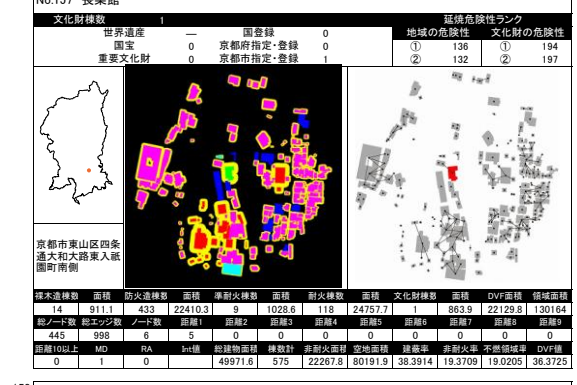 No.137 長楽館
文化財棟数 1 延焼危険性ランク
世界遺産 — 国登録 0 地域の危険性 文化財の危険性
国宝 0 京都府指定・登録 0 ① 136 ① 194
重要文化財 0 京都市指定・登録 1 ② 132 ② 197
京都市東山区四条
通大和大路東入祇
園町南側
裸木造棟数 面積 防火造棟数 面積 準耐火棟数 面積 耐火棟数 面積 文化財棟数 面積 DVF面積 領域面積
14 911.1 433 22410.3 9 1028.6 118 24757.7 1 863.9 22129.8 130164
総ノード数 総エッジ数 ノード数 距離1 距離2 距離3 距離4 距離5 距離6 距離7 距離8 距離9
445 998 6 5 0 0 0 0 0 0 0 0
距離10以上 MD RA Int値 総建物面積 棟数計 非耐火面積 空地面積 建蔽率 非耐火率 不燃領域率 DVF値
0 1 0 49971.6 575 22267.8 80191.9 38.3914 19.3709 19.0205 36.3725